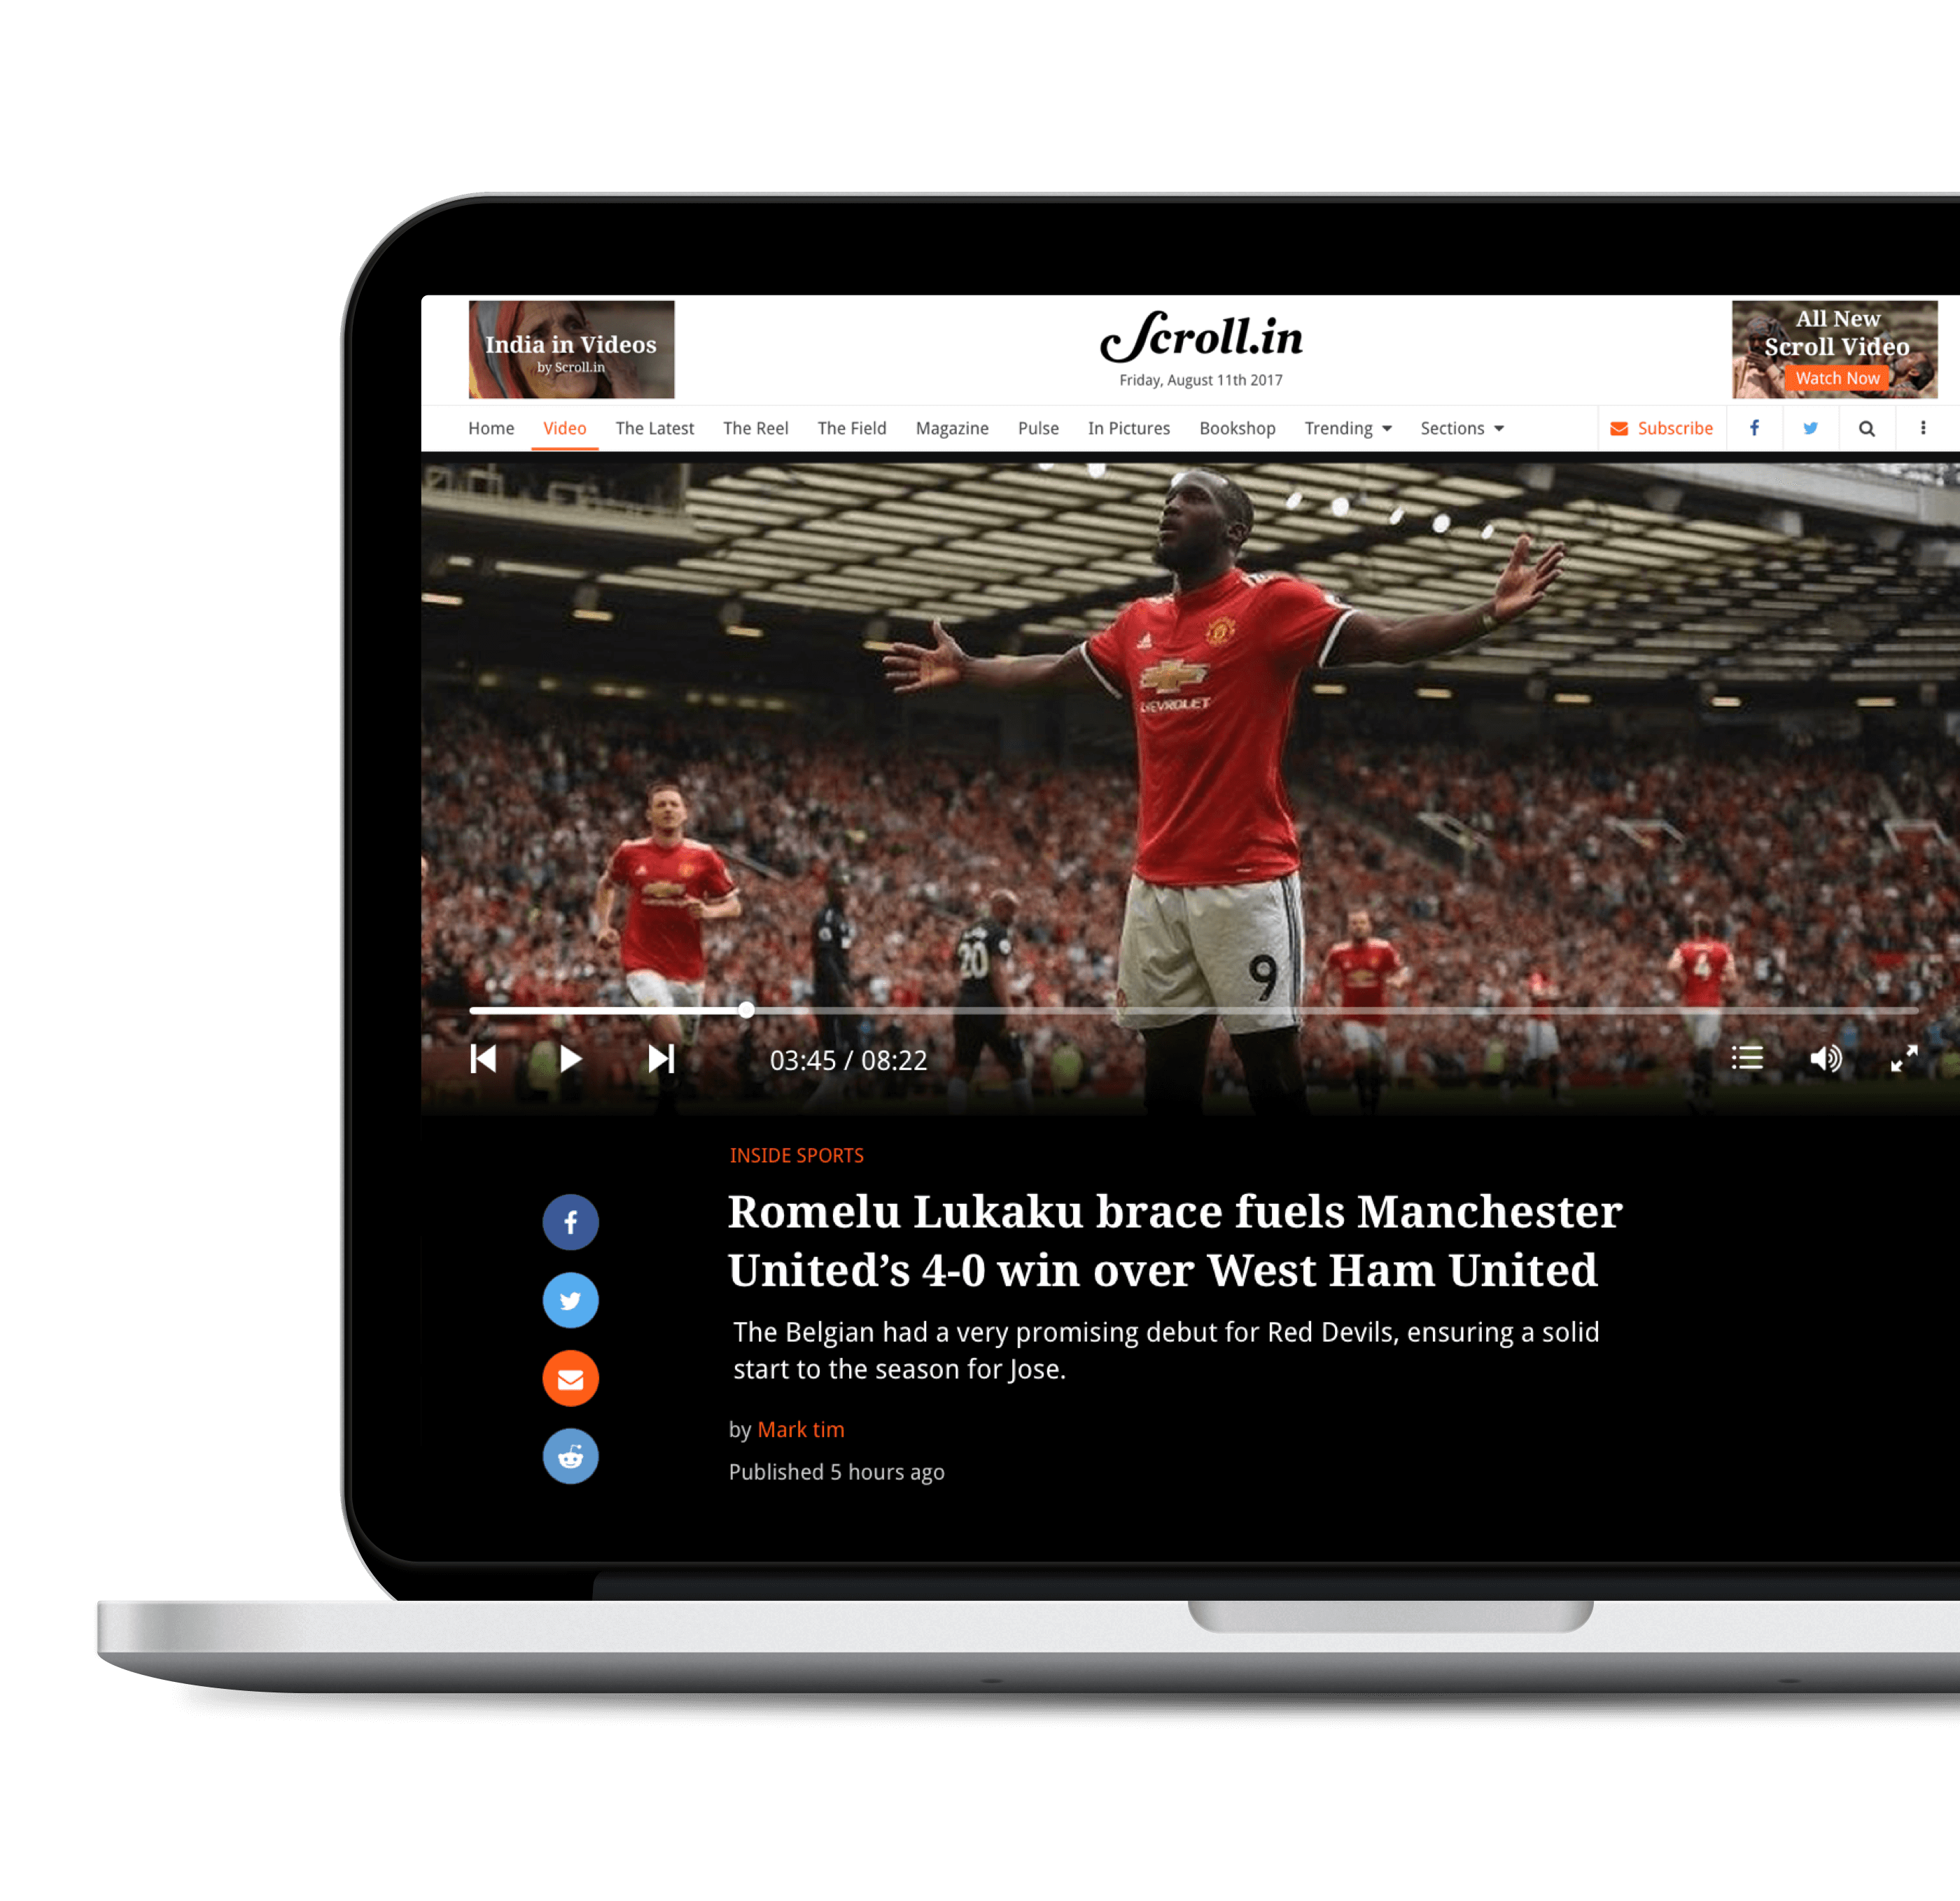 India in Videos
by Scroll.in
Scroll.in
Friday, August 11th 2017
All New
Scroll Video
Watch Now
Home Video The Latest The Reel The Field Magazine Pulse In Pictures Bookshop Trending Sections Subscribe
CHEVROLET
20
9
4
03:45 / 08:22
INSIDE SPORTS
Romelu Lukaku brace fuels Manchester
United’s 4-0 win over West Ham United
The Belgian had a very promising debut for Red Devils, ensuring a solid
start to the season for Jose.
by Mark tim
Published 5 hours ago